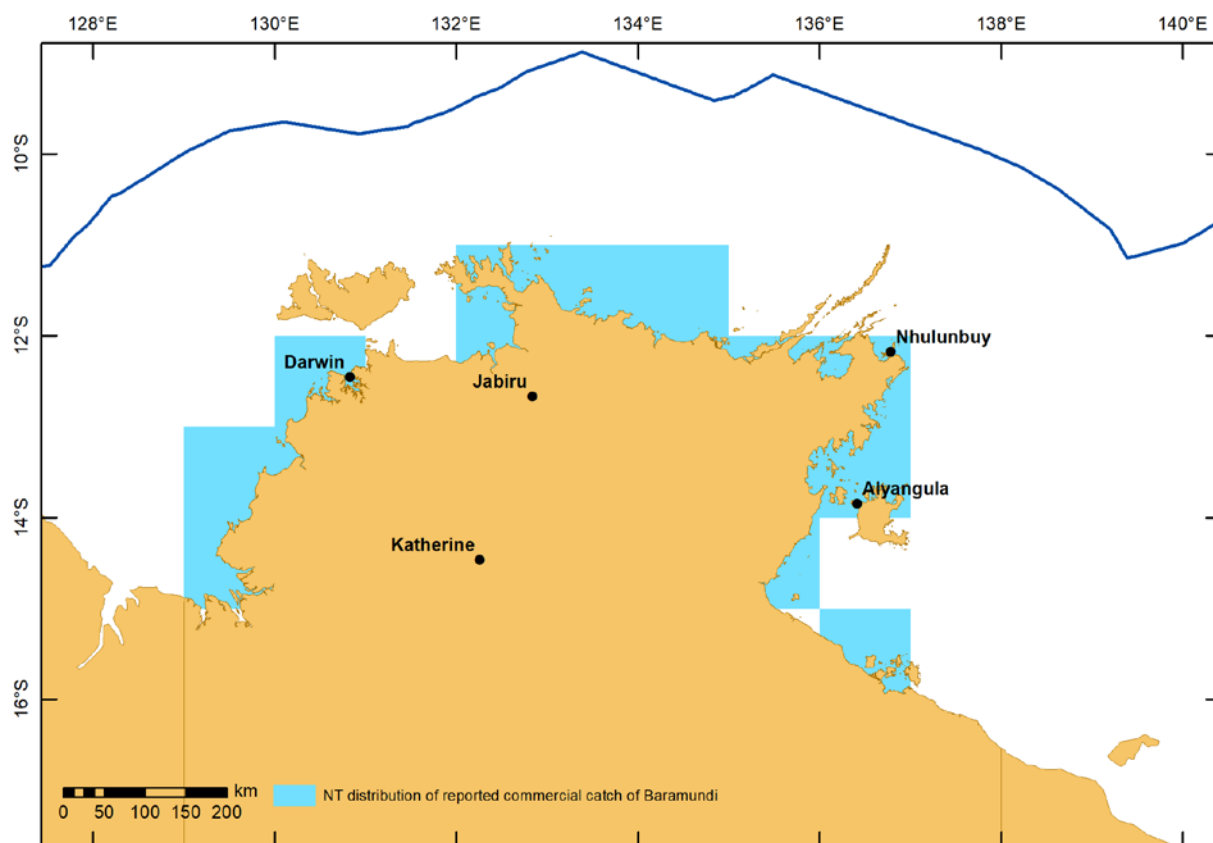 128°E 130°E 132°E 134°E 136°E 138°E 140°E
10°S
12°S
Nhulunbuy
Darwin
Jabiru
Alyangula
14°S
Katherine
16°S
km
NT distribution of reported commercial catch of Baramundi
0 50 100 150 200